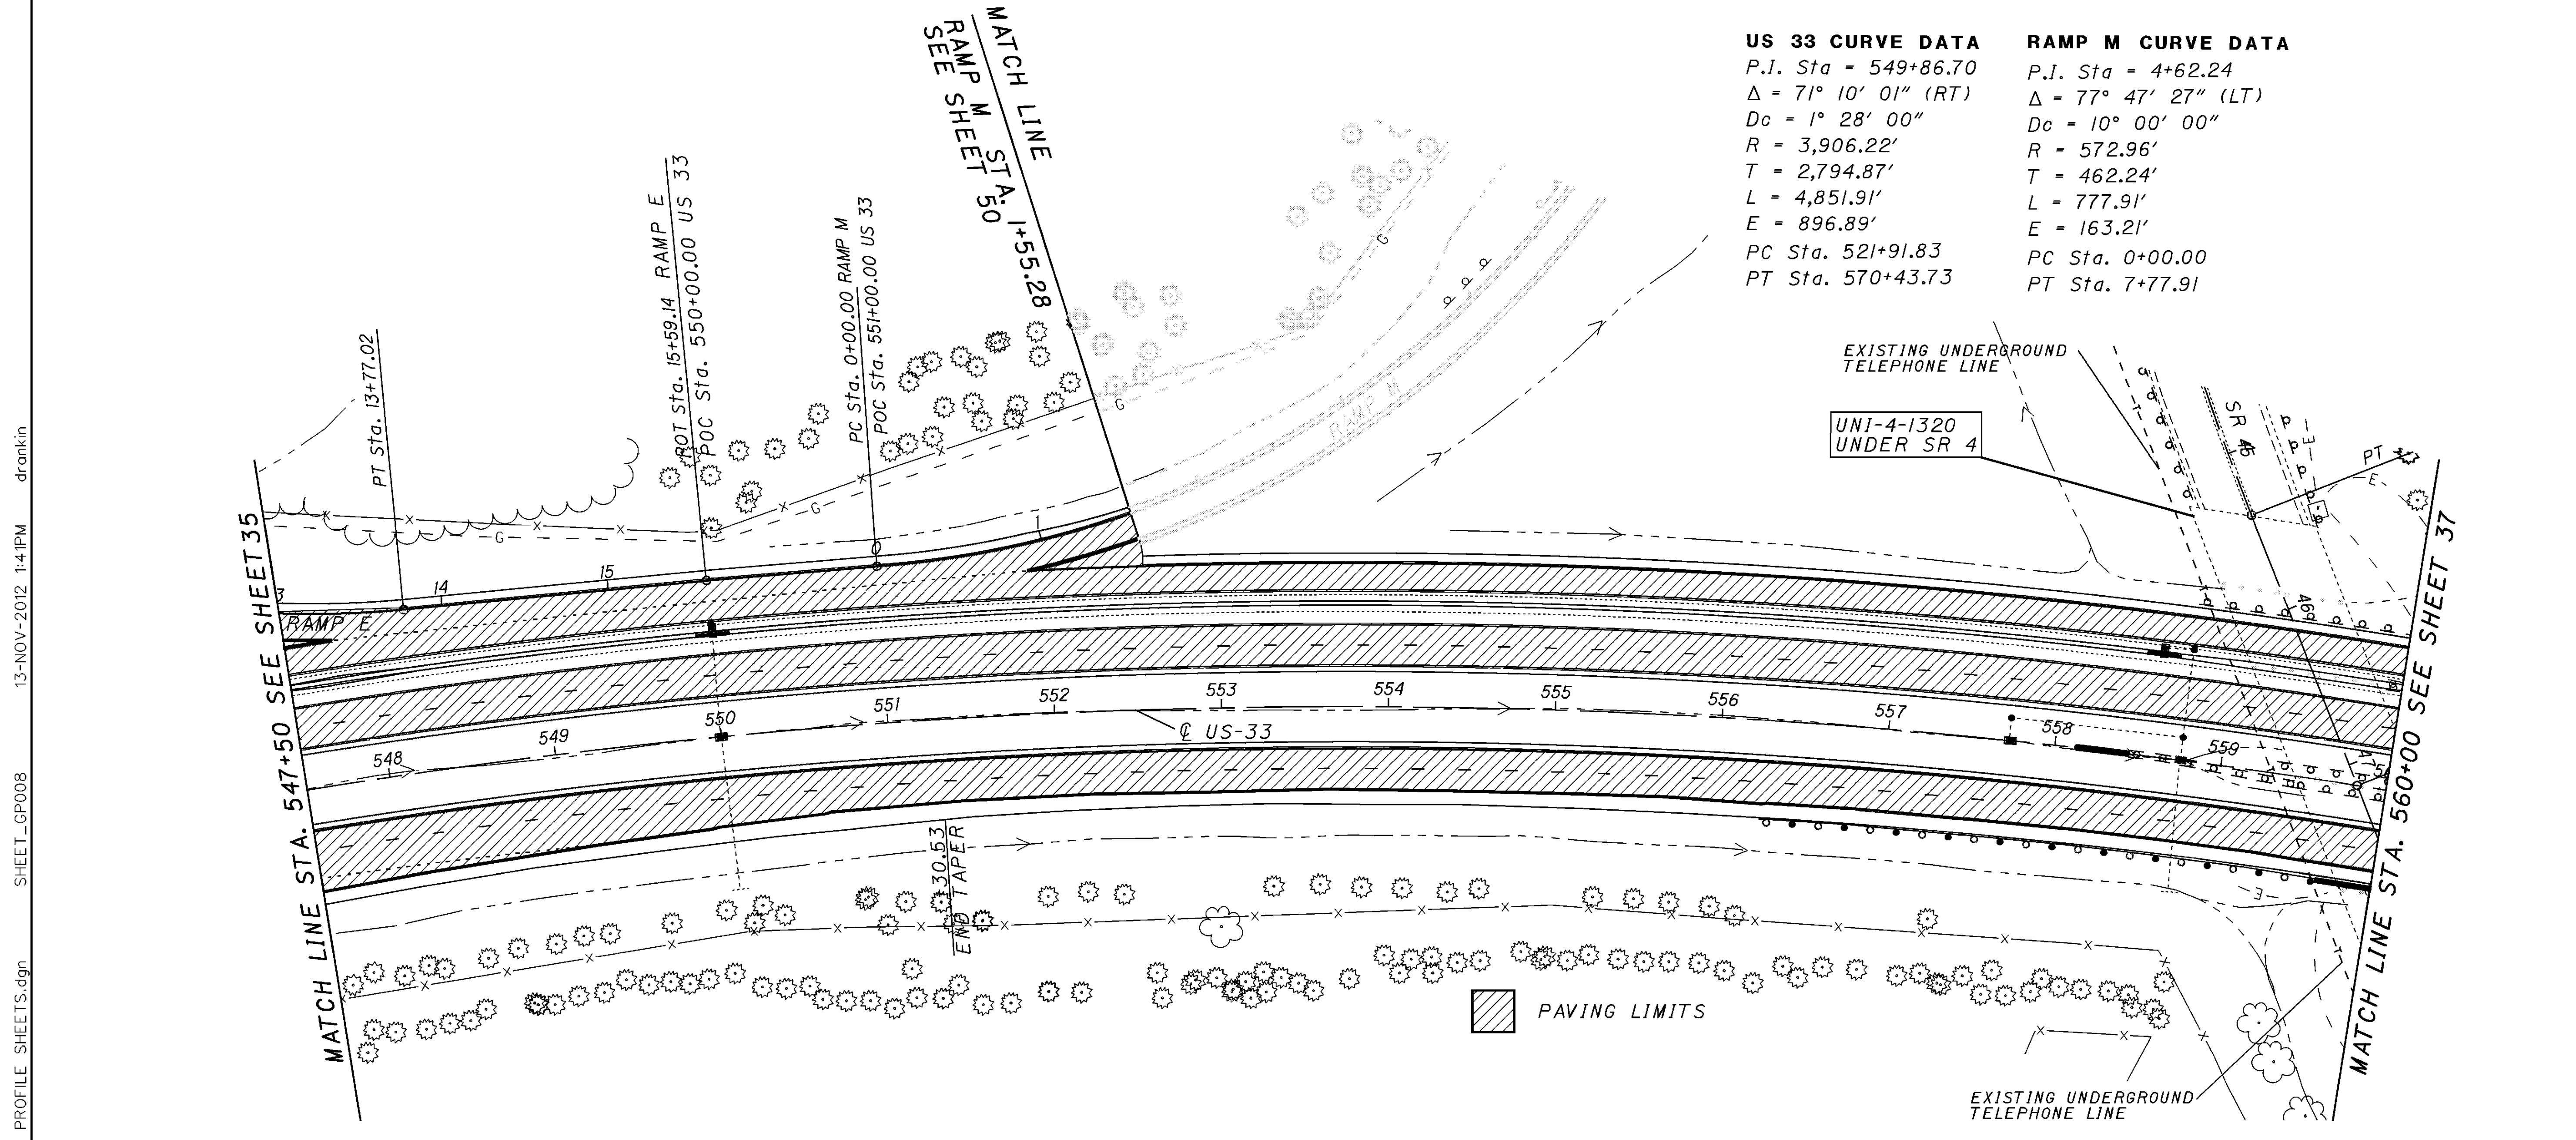 US 33 CURVE DATA
P.I. Sta = 549+86.70
Δ = 71° 10' 01" (RT)
Dc = 1° 28' 00"
R = 3,906.22'
T = 2,794.87'
L = 4,851.91'
E = 896.89'
PC Sta. 521+91.83
PT Sta. 570+43.73
RAMP M CURVE DATA
P.I. Sta = 4+62.24
Δ = 77° 47' 27" (LT)
Dc = 10° 00' 00"
R = 572.96'
T = 462.24'
L = 777.91'
E = 163.21'
PC Sta. 0+00.00
PT Sta. 7+77.91
MATCH LINE
RAMP M STA. 1+55.28
SEE SHEET 50
PT Sta. 13+77.02
POT Sta. 15+59.14 RAMP E
POC Sta. 550+00.00 US 33
PC Sta. 0+00.00 RAMP M
POC Sta. 551+00.00 US 33
RAMP M
G
G
G
G
EXISTING UNDERGROUND
TELEPHONE LINE
UNI-4-1320
UNDER SR 4
SR
PT
E
E
3
14
15
0
1
RAMP E
469
548
549
550
551
552
553
554
555
556
557
558
559
℄ US-33
+30.53
END TAPER
E
PAVING LIMITS
EXISTING UNDERGROUND
TELEPHONE LINE
MATCH LINE STA. 547+50 SEE SHEET 35
MATCH LINE STA. 560+00 SEE SHEET 37
PROFILE SHEETS.dgn SHEET_GP008 13-NOV-2012 1:41PM drankin